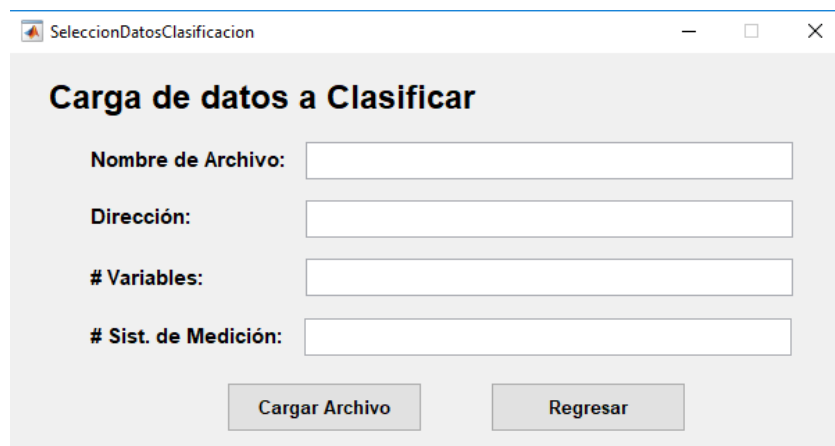 SeleccionDatosClasificacion
Carga de datos a Clasificar
Nombre de Archivo:
Dirección:
# Variables:
# Sist. de Medición:
Cargar Archivo Regresar